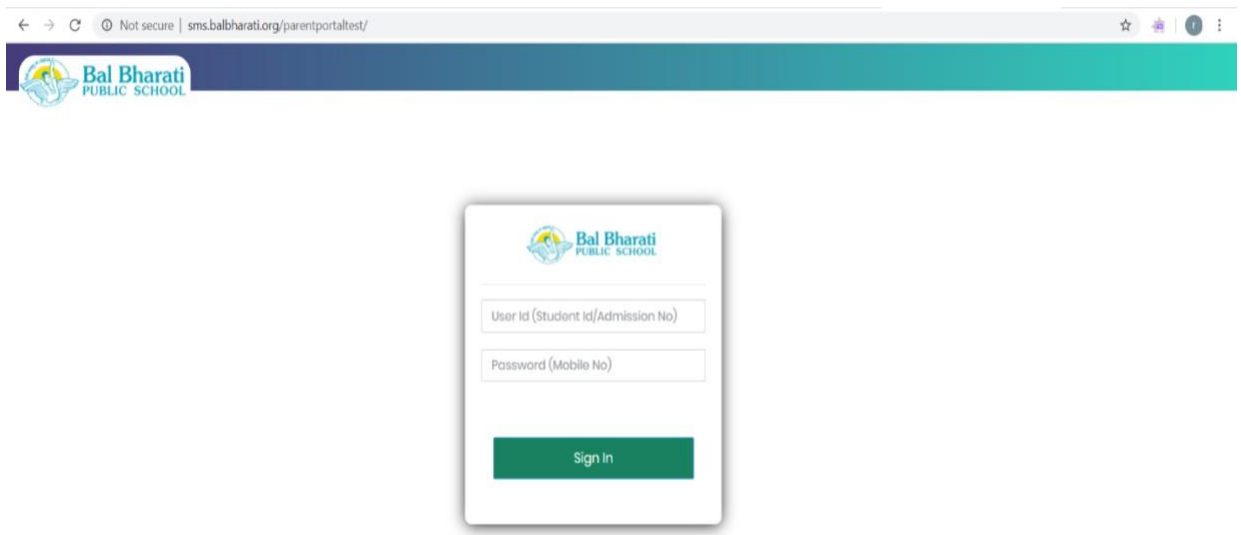 Not secure | sms.balbharati.org/parentportaltest/
Bal Bharati
PUBLIC SCHOOL
Bal Bharati
PUBLIC SCHOOL
User Id (Student Id/Admission No)
Password (Mobile No)
Sign In